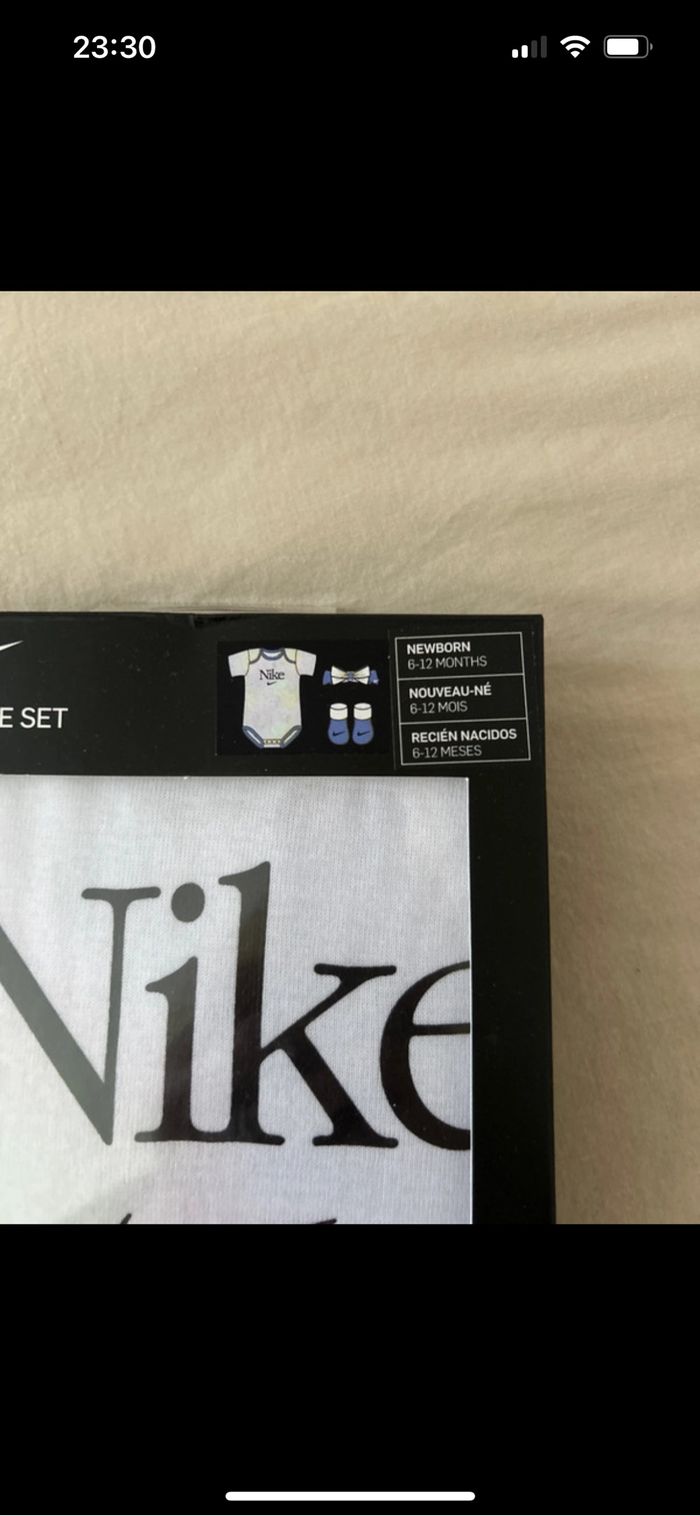 23:30
NEWBORN
6-12 MONTHS
NOUVEAU-NÉ
6-12 MOIS
RECIÉN NACIDOS
6-12 MESES
Nike
E SET
Nike